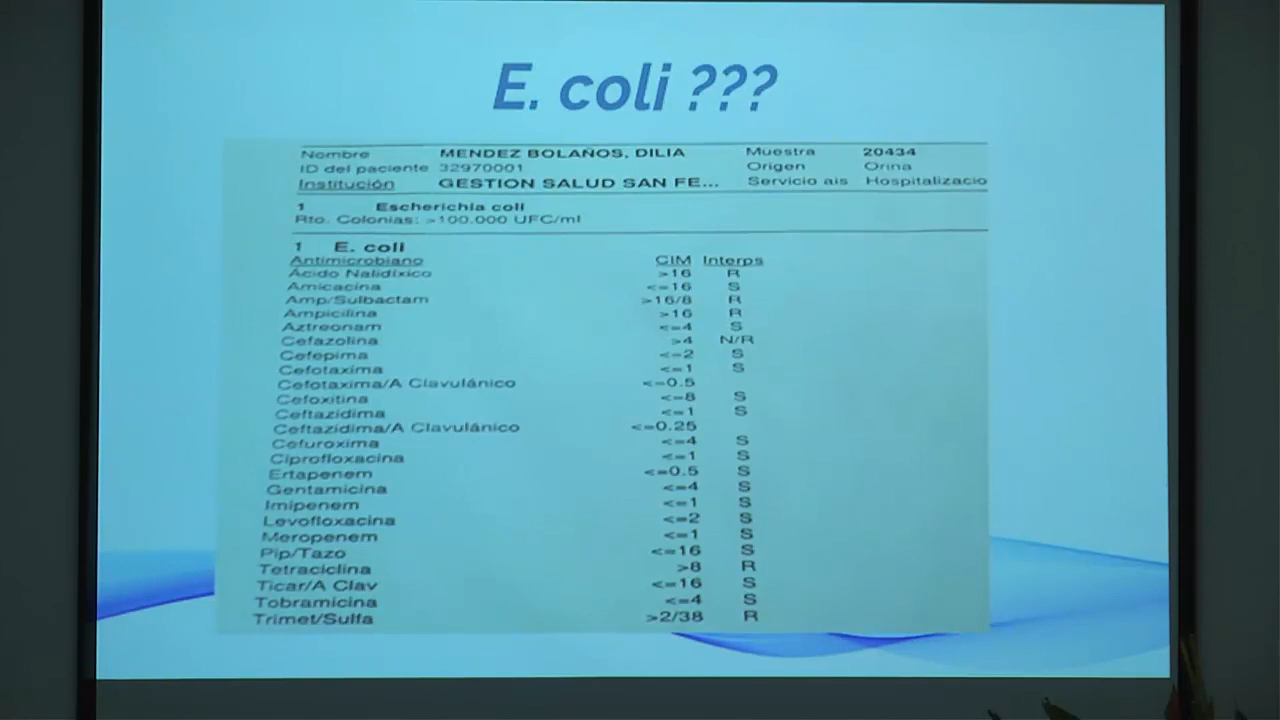 E. coli ???
Nombre MENDEZ BOLAÑOS, DILIA Muestra 20434
ID del paciente 32970001 Origen Orina
Institución GESTION SALUD SAN FE... Servicio ais Hospitalizacio
1 Escherichia coli
Rto. Colonias: >100.000 UFC/ml
1 E. coli
Antimicrobiano CIM Interps
Ácido Nalidíxico >16 R
Amicacina <=16 S
Amp/Sulbactam >16/8 R
Ampicilina >16 R
Aztreonam <=4 S
Cefazolina >4 N/R
Cefepima <=2 S
Cefotaxima <=1 S
Cefotaxima/A Clavulánico <=0.5
Cefoxitina <=8 S
Ceftazidima <=1 S
Ceftazidima/A Clavulánico <=0.25
Cefuroxima <=4 S
Ciprofloxacina <=1 S
Ertapenem <=0.5 S
Gentamicina <=4 S
Imipenem <=1 S
Levofloxacina <=2 S
Meropenem <=1 S
Pip/Tazo <=16 S
Tetraciclina >8 R
Ticar/A Clav <=16 S
Tobramicina <=4 S
Trimet/Sulfa >2/38 R